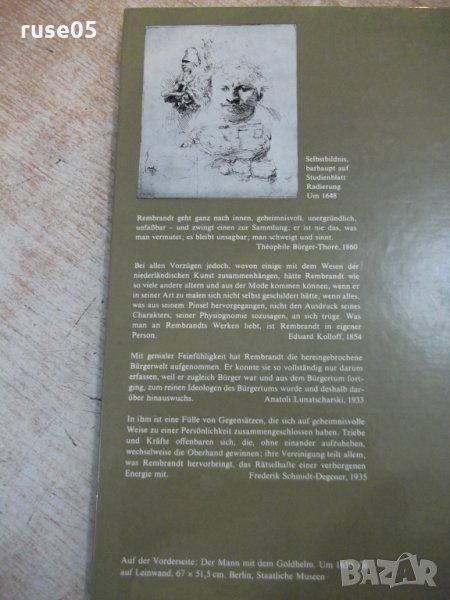 ruse05
Selbstbildnis,
barhaupt auf
Studienblatt
Radierung
Um 1648
Rembrandt geht ganz nach innen, geheimnisvoll, unergründlich,
unfaßbar – und zwingt einen zur Sammlung; er ist nie das, was
man vermutet; es bleibt unsagbar; man schweigt und sinnt.
Théophile Bürger-Thoré, 1860
Bei allen Vorzügen jedoch, wovon einige mit dem Wesen der
niederländischen Kunst zusammenhängen, hätte Rembrandt wie
so viele andere altern und aus der Mode kommen können, wenn er
in seiner Art zu malen sich nicht selbst geschildert hätte, wenn alles,
was aus seinem Pinsel hervorgegangen, nicht den Ausdruck seines
Charakters, seiner Physiognomie sozusagen, an sich trüge. Was
man an Rembrandts Werken liebt, ist Rembrandt in eigener
Person. Eduard Kolloff, 1854
Mit genialer Feinfühligkeit hat Rembrandt die hereingebrochene
Bürgerwelt aufgenommen. Er konnte sie so vollständig nur darum
erfassen, weil er zugleich Bürger war und aus dem Bürgertum fort-
ging, zum reinen Ideologen des Bürgertums wurde und deshalb dar-
über hinauswuchs. Anatoli Lunatscharski, 1933
In ihm ist eine Fülle von Gegensätzen, die sich auf geheimnisvolle
Weise zu einer Persönlichkeit zusammengeschlossen haben. Triebe
und Kräfte offenbaren sich, die, ohne einander aufzuheben,
wechselweise die Oberhand gewinnen; ihre Vereinigung teilt allem,
was Rembrandt hervorbringt, das Rätselhafte einer verborgenen
Energie mit. Frederik Schmidt-Degener, 1935
Auf der Vorderseite: Der Mann mit dem Goldhelm. Um
auf Leinwand. 67 × 51,5 cm. Berlin, Staatliche Museen
BAZAR.bg